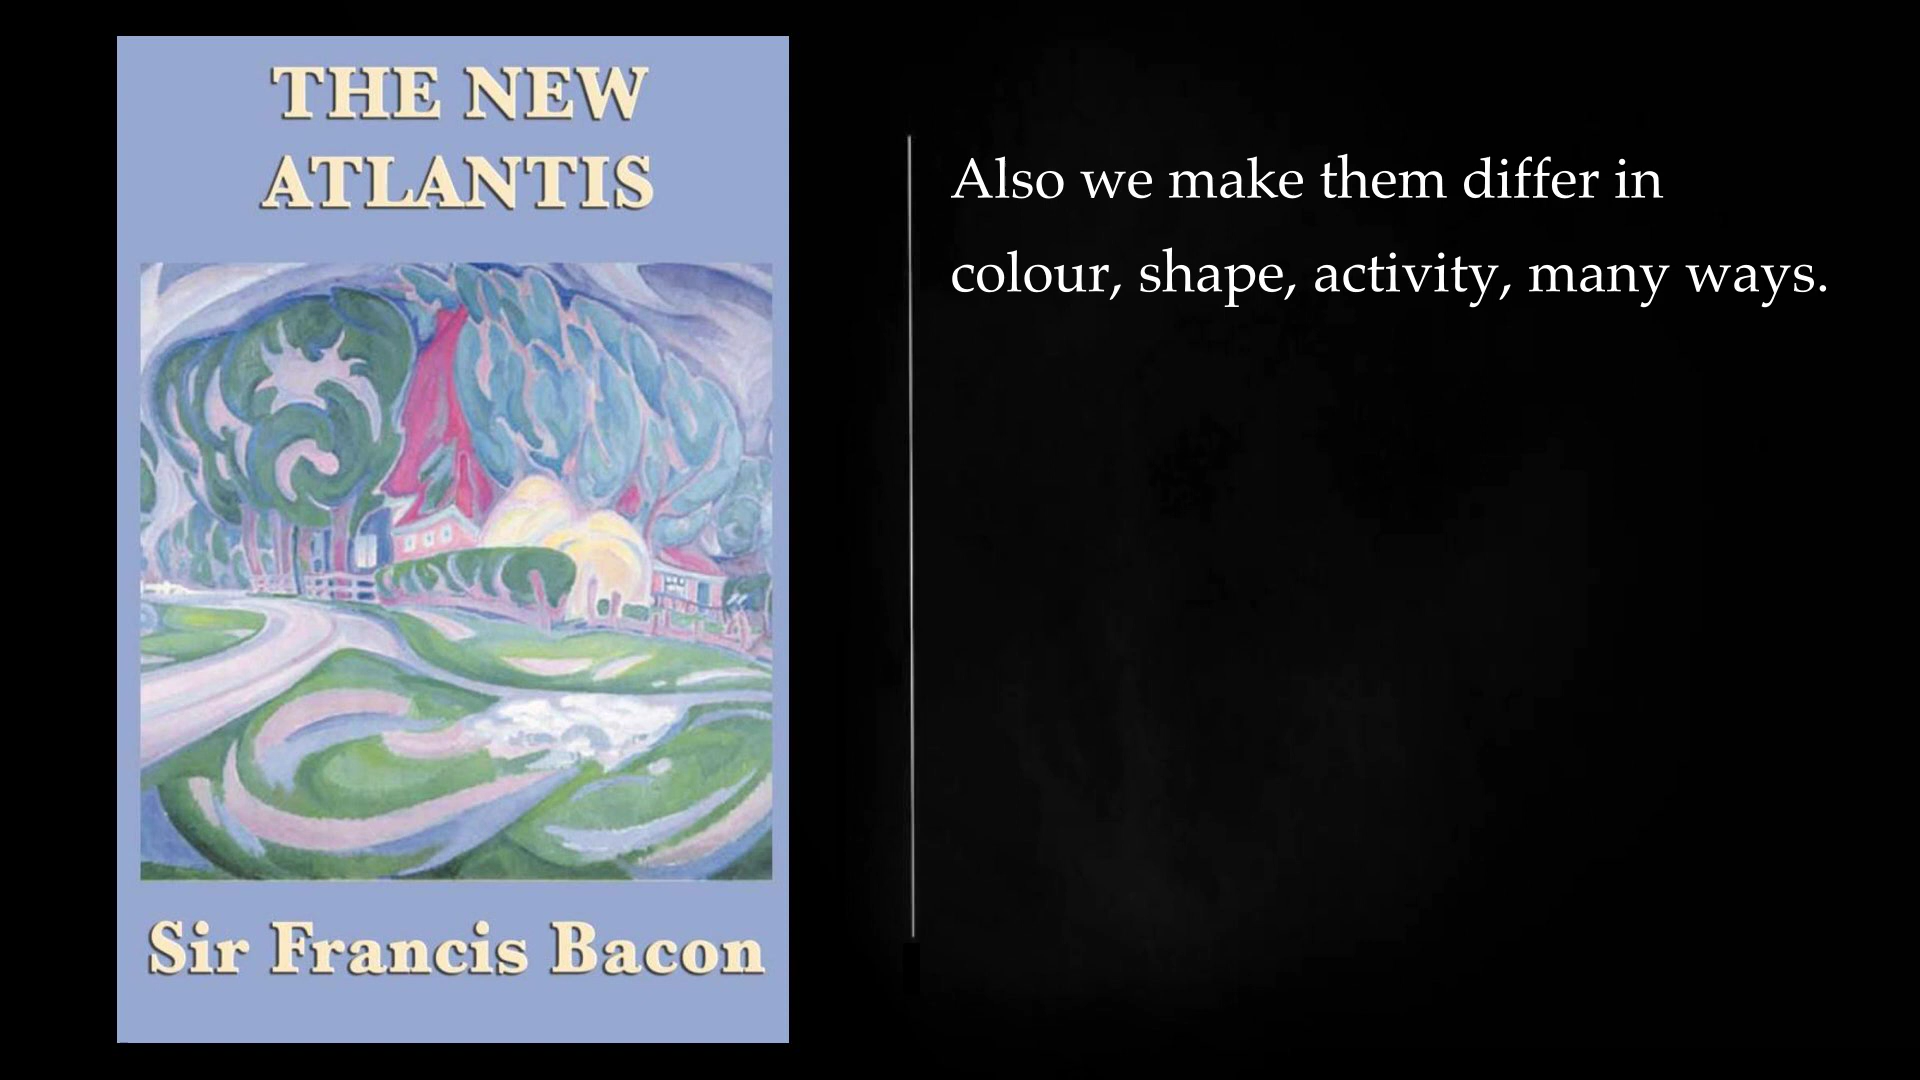 THE NEW
ATLANTIS
Sir Francis Bacon
Also we make them differ in
colour, shape, activity, many ways.